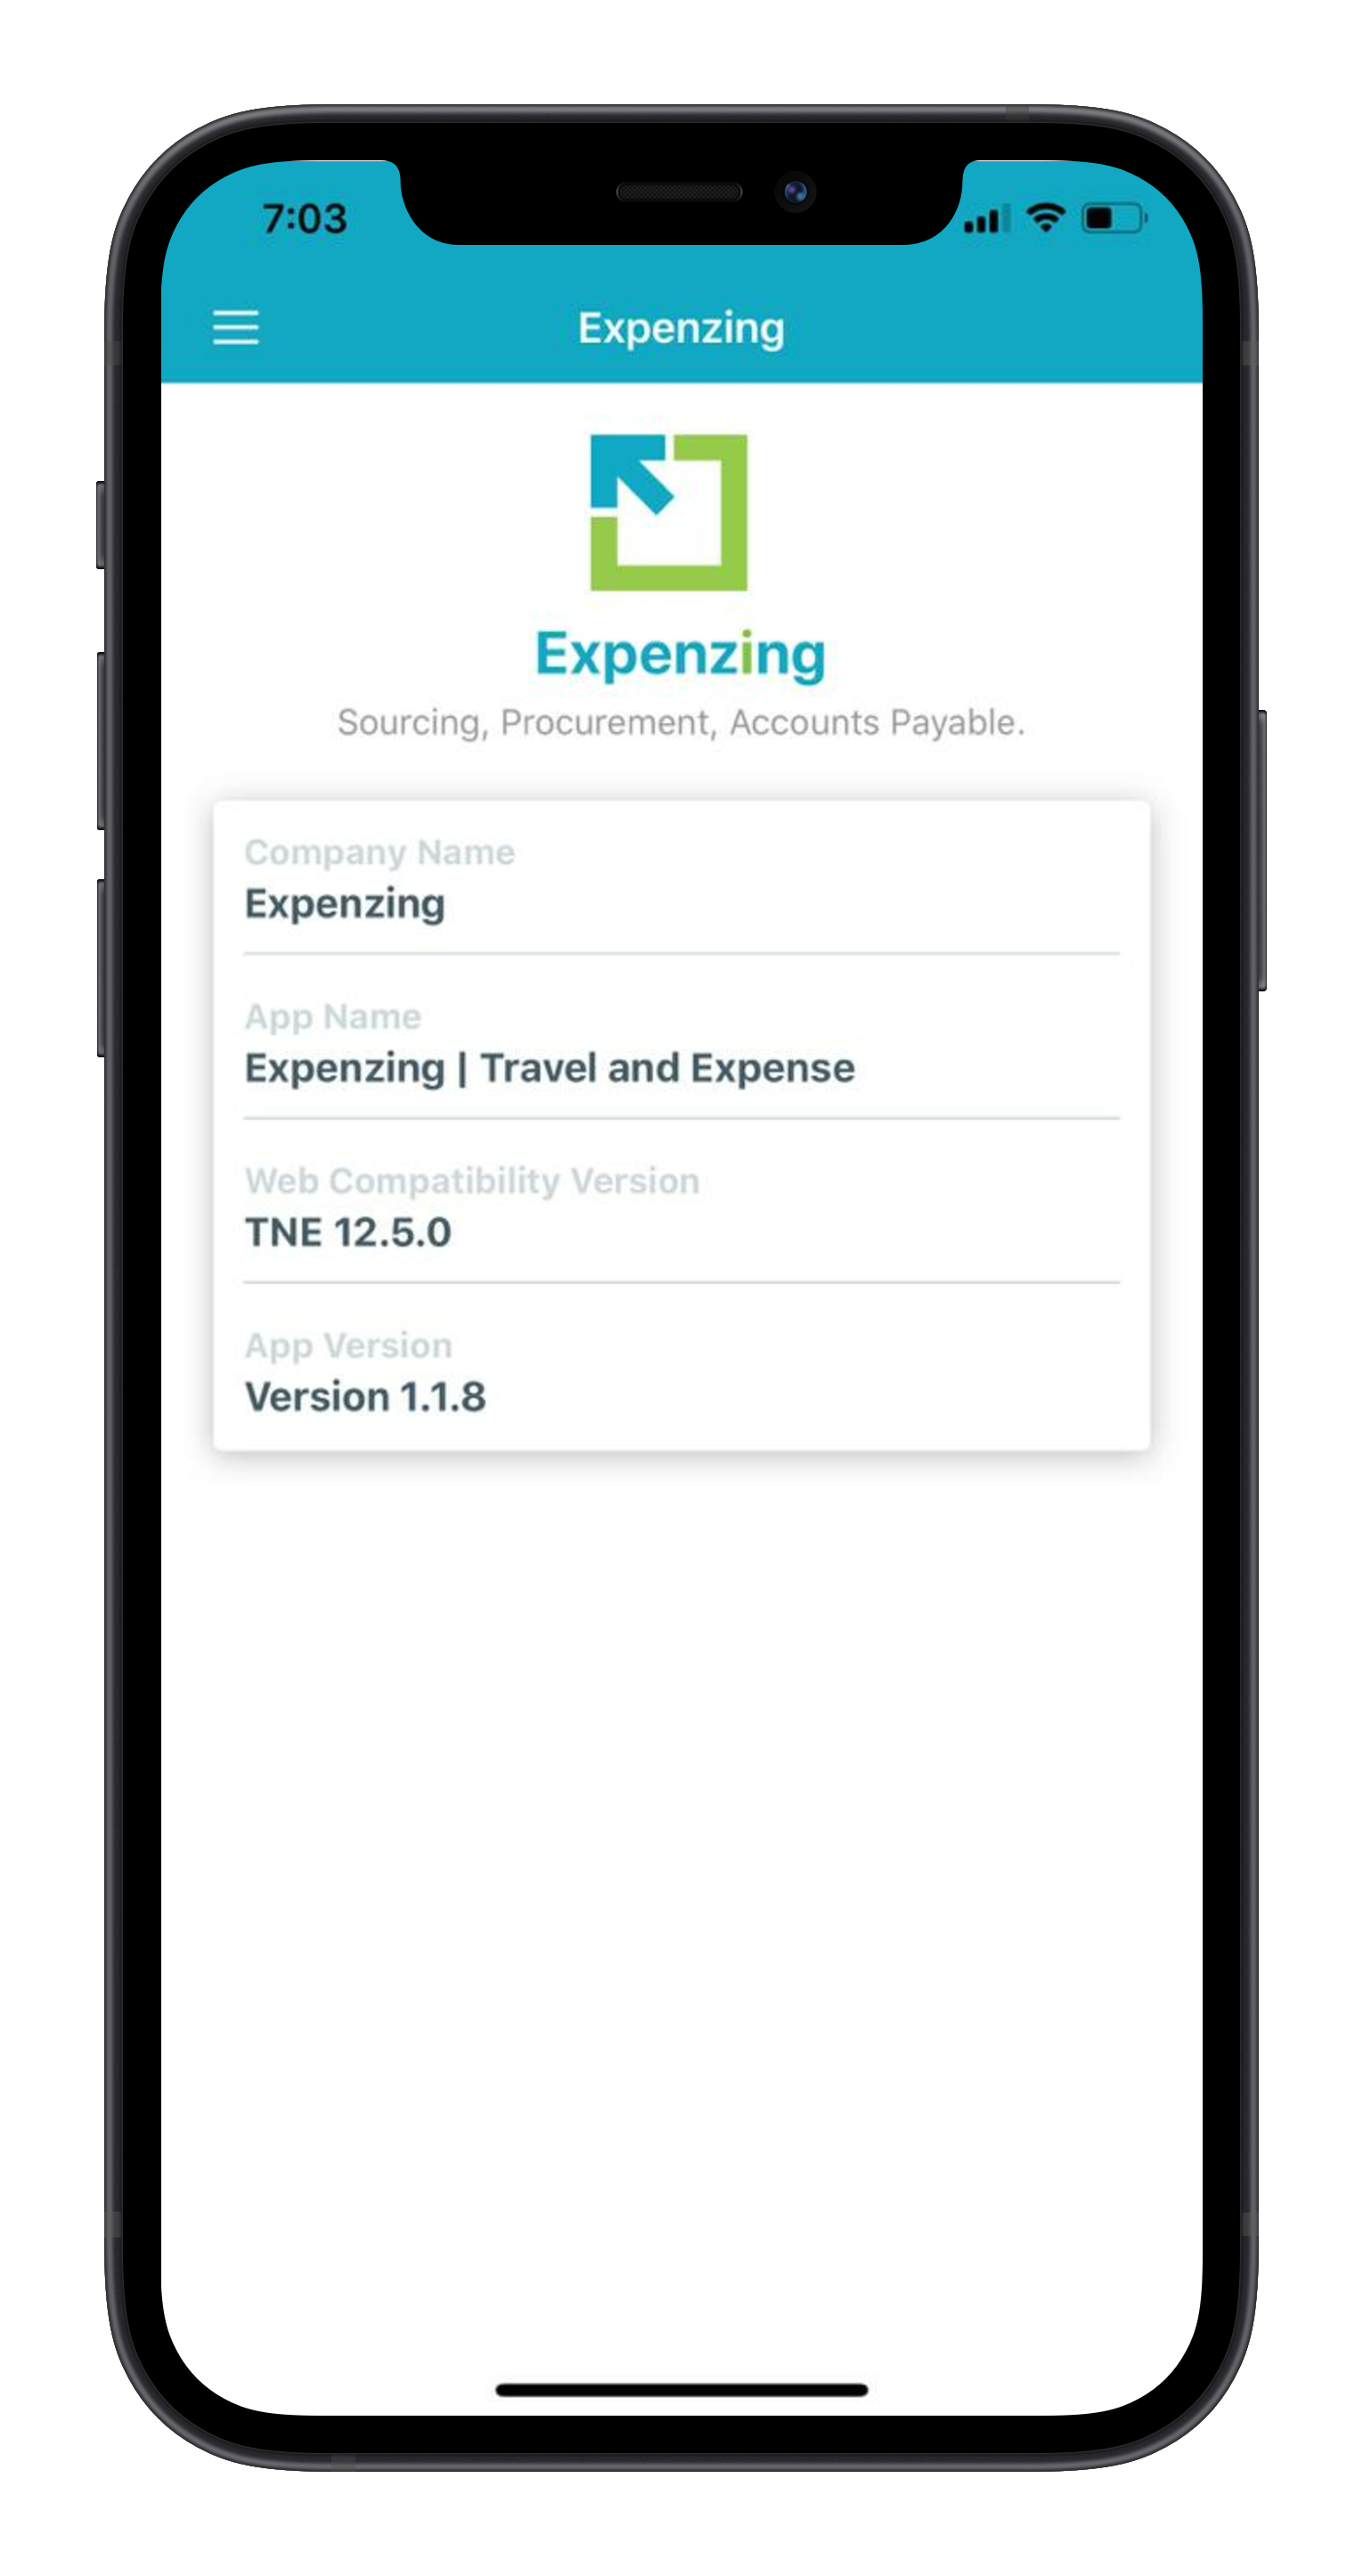 7:03
Expenzing
Expenzing
Sourcing, Procurement, Accounts Payable.
Company Name
Expenzing
App Name
Expenzing | Travel and Expense
Web Compatibility Version
TNE 12.5.0
App Version
Version 1.1.8